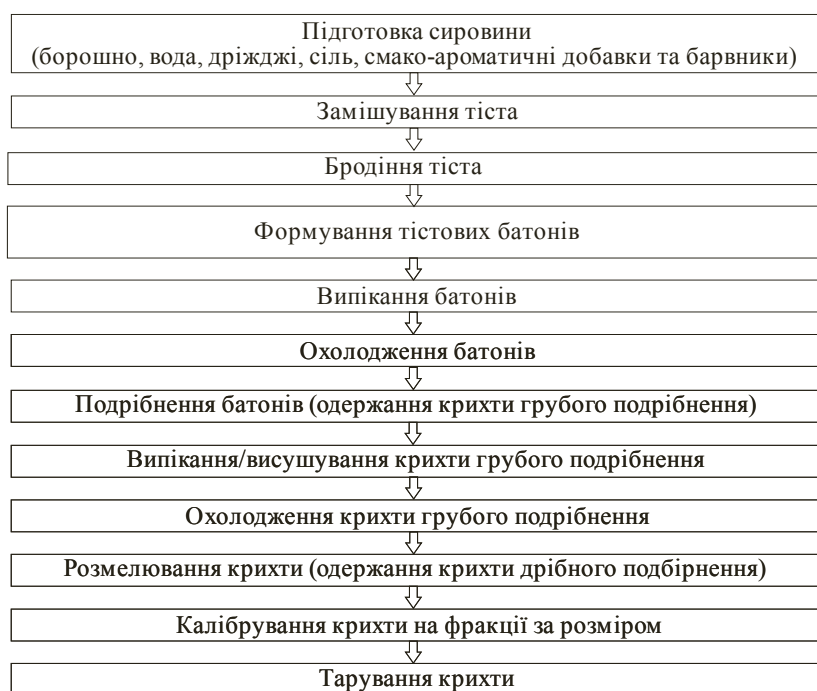 Підготовка сировини
(борошно, вода, дріжджі, сіль, смако-ароматичні добавки та барвники)
Замішування тіста
Бродіння тіста
Формування тістових батонів
Випікання батонів
Охолодження батонів
Подрібнення батонів (одержання крихти грубого подрібнення)
Випікання/висушування крихти грубого подрібнення
Охолодження крихти грубого подрібнення
Розмелювання крихти (одержання крихти дрібного подбірнення)
Калібрування крихти на фракції за розміром
Тарування крихти